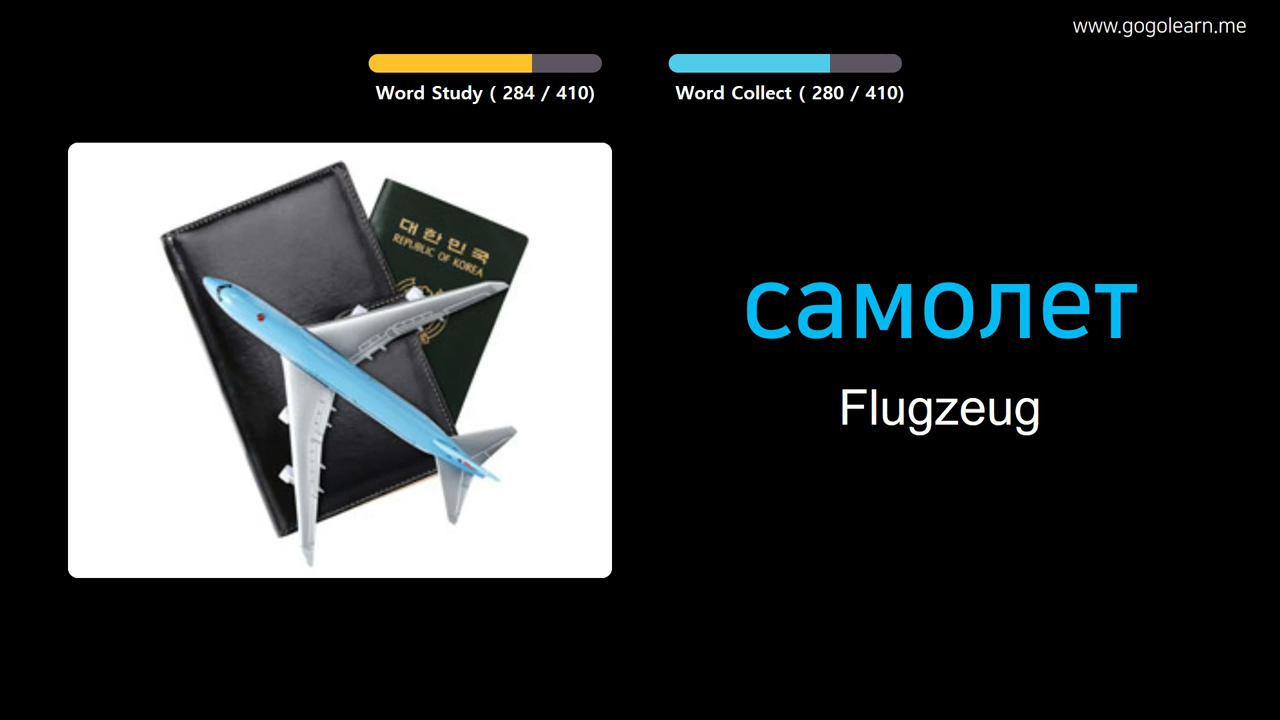 www.gogolearn.me
Word Study ( 284 / 410)
Word Collect ( 280 / 410)
대한민국
REPUBLIC OF KOREA
самолет
Flugzeug